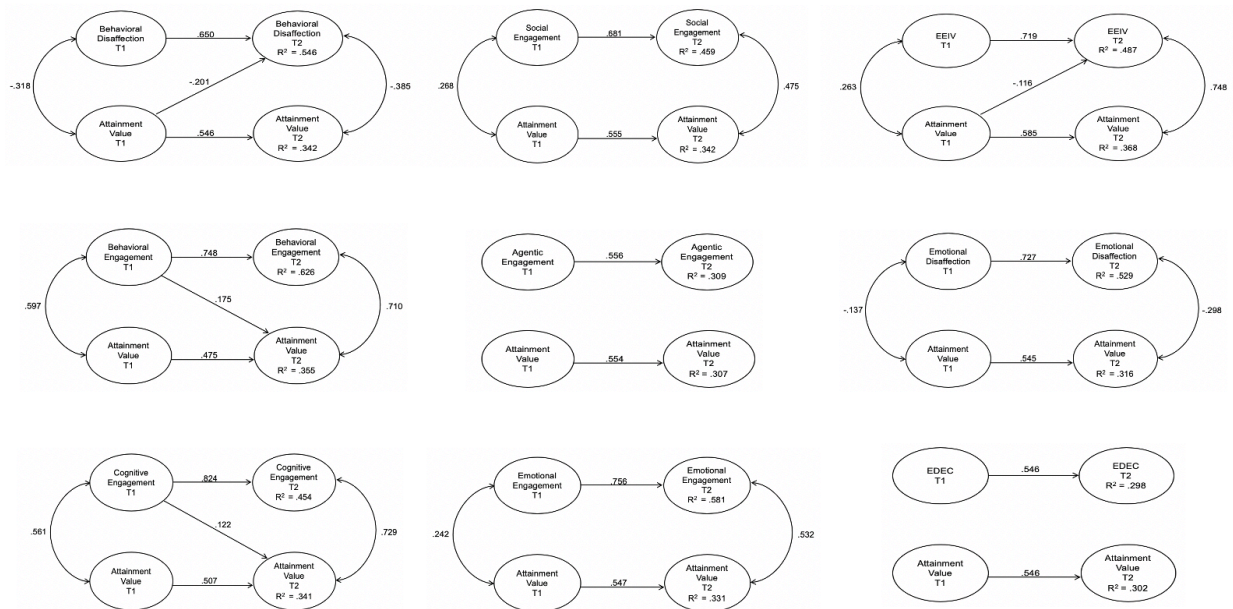 Behavioral
Disaffection
T1
.650
Behavioral
Disaffection
T2
R² = .546
-.318
-.201
-.385
Attainment
Value
T1
.546
Attainment
Value
T2
R² = .342
Social
Engagement
T1
.681
Social
Engagement
T2
R² = .459
.268
.475
Attainment
Value
T1
.555
Attainment
Value
T2
R² = .342
EEIV
T1
.719
EEIV
T2
R² = .487
.263
-.116
.748
Attainment
Value
T1
.585
Attainment
Value
T2
R² = .368
Behavioral
Engagement
T1
.748
Behavioral
Engagement
T2
R² = .626
.597
.175
.710
Attainment
Value
T1
.475
Attainment
Value
T2
R² = .355
Agentic
Engagement
T1
.556
Agentic
Engagement
T2
R² = .309
Attainment
Value
T1
.554
Attainment
Value
T2
R² = .307
Emotional
Disaffection
T1
.727
Emotional
Disaffection
T2
R² = .529
-.137
-.298
Attainment
Value
T1
.545
Attainment
Value
T2
R² = .316
Cognitive
Engagement
T1
.824
Cognitive
Engagement
T2
R² = .454
.561
.122
.729
Attainment
Value
T1
.507
Attainment
Value
T2
R² = .341
Emotional
Engagement
T1
.756
Emotional
Engagement
T2
R² = .581
.242
.532
Attainment
Value
T1
.547
Attainment
Value
T2
R² = .331
EDEC
T1
.546
EDEC
T2
R² = .298
Attainment
Value
T1
.546
Attainment
Value
T2
R² = .302